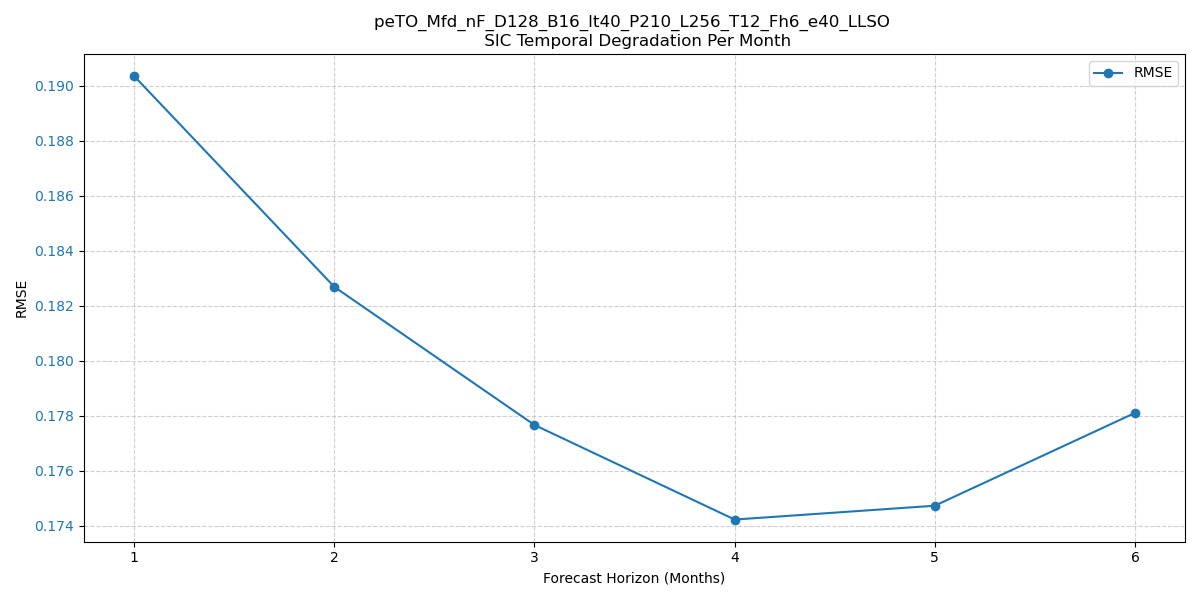 peTO_Mfd_nF_D128_B16_lt40_P210_L256_T12_Fh6_e40_LLSO
SIC Temporal Degradation Per Month
RMSE
0.190
0.188
0.186
0.184
0.182
0.180
0.178
0.176
0.174
RMSE
1 2 3 4 5 6
Forecast Horizon (Months)